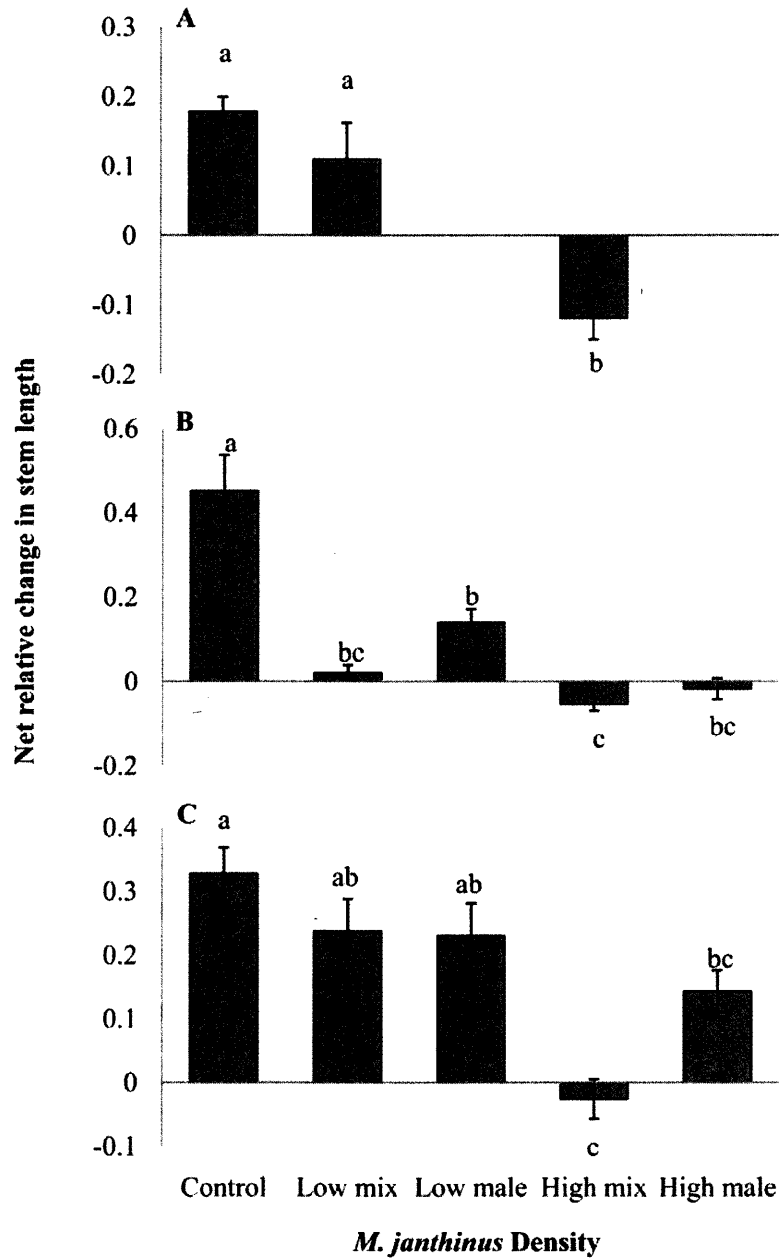 A
0.3
a
a
0.2
0.1
0
-0.1
b
-0.2
Net relative change in stem length
B
0.6
a
0.4
0.2
bc
b
0
c
bc
-0.2
C
0.4
a
ab
ab
0.3
0.2
bc
0.1
0
c
-0.1
Control Low mix Low male High mix High male
M. janthinus Density